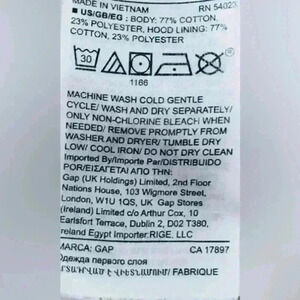 MADE IN VIETNAM RN 54023
■ US/GB/EG : BODY: 77% COTTON,
23% POLYESTER, HOOD LINING: 77%
COTTON, 23% POLYESTER
30
1166
MACHINE WASH COLD GENTLE
CYCLE/ WASH AND DRY SEPARATELY/
ONLY NON-CHLORINE BLEACH WHEN
NEEDED/ REMOVE PROMPTLY FROM
WASHER AND DRYER/ TUMBLE DRY
LOW/ COOL IRON/ DO NOT DRY CLEAN
Imported By/Importado Par/DISTRIBUIDO
POR/ΕΙΣΑΓΕΤΑΙ ΑΠΟ ΤΗΝ
Gap (UK Holdings) Limited, 2nd Floor
Nations House, 103 Wigmore Street,
London, W1U 1QS, UK Gap Stores
(Ireland) Limited c/o Arthur Cox, 10
Earlsfort Terrace, Dublin 2, D02 T380,
Ireland Egypt Importer:RIGE, LLC
MARCA: GAP CA 17897
Одежда первого слоя
FABRIQUE